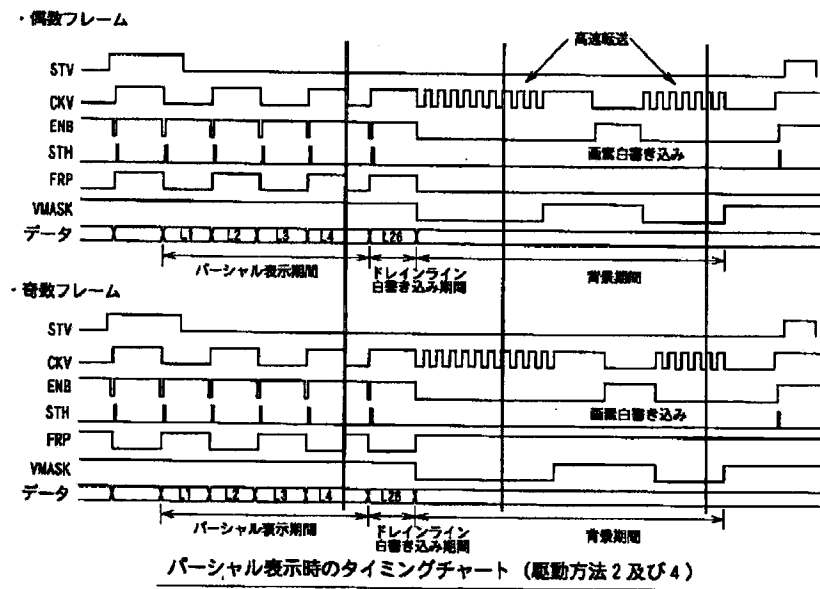 ・偶数フレーム
高速転送
STV
CKV
ENB
STH
画素白書き込み
FRP
VMASK
データ L1 L2 L3 L4 L26
パーシャル表示期間
ドレインライン
白書き込み期間
背景期間
・奇数フレーム
STV
CKV
ENB
STH
画素白書き込み
FRP
VMASK
データ L1 L2 L3 L4 L26
パーシャル表示期間
ドレインライン
白書き込み期間
背景期間
パーシャル表示時のタイミングチャート (駆動方法2及び4)